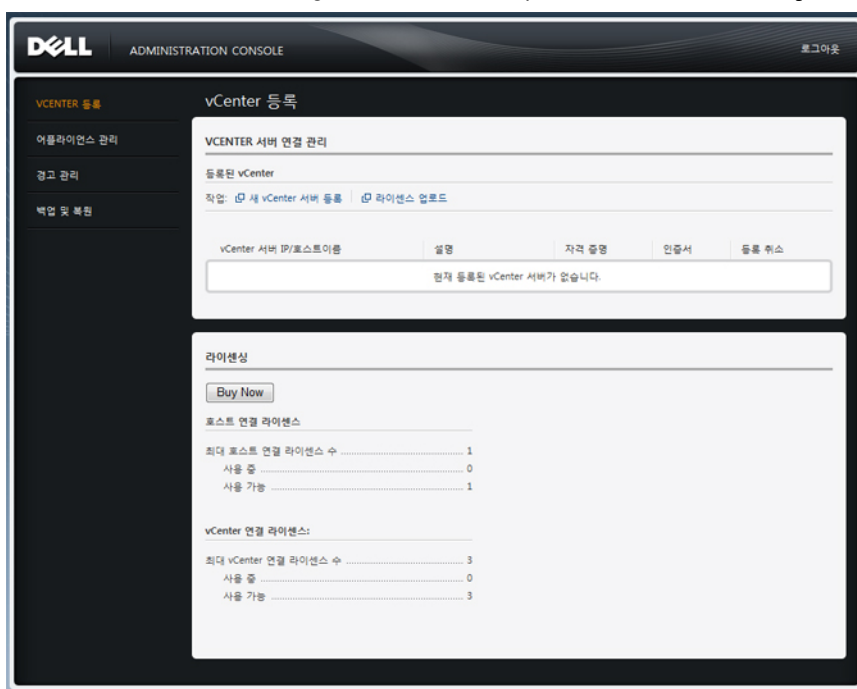 DELL ADMINISTRATION CONSOLE 로그아웃
VCENTER 등록
어플라이언스 관리
경고 관리
백업 및 복원
vCenter 등록
VCENTER 서버 연결 관리
등록된 vCenter
작업: 새 vCenter 서버 등록 라이센스 업로드
vCenter 서버 IP/호스트이름 설명 자격 증명 인증서 등록 취소
현재 등록된 vCenter 서버가 없습니다.
라이센싱
Buy Now
호스트 연결 라이센스
최대 호스트 연결 라이센스 수 ........ 1
사용 중 ........ 0
사용 가능 ........ 1
vCenter 연결 라이센스:
최대 vCenter 연결 라이센스 수 ........ 3
사용 중 ........ 0
사용 가능 ........ 3